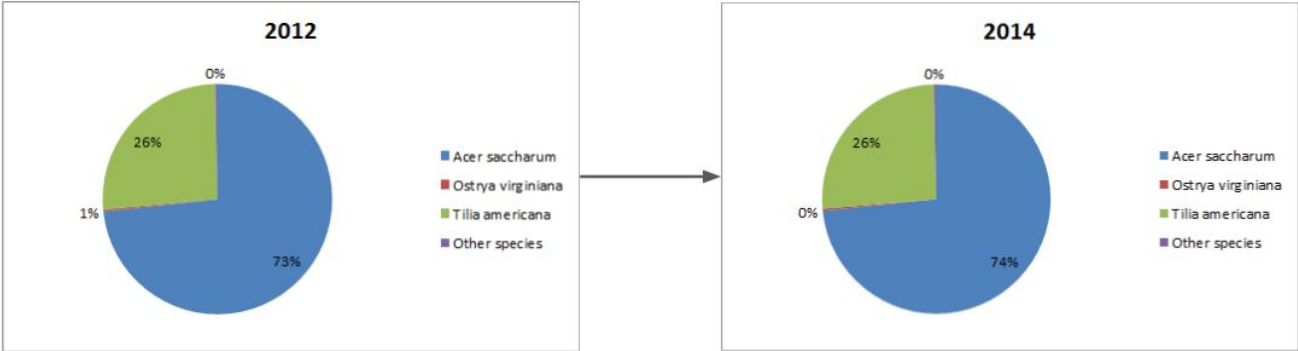 2012
0%
26%
1%
73%
Acer saccharum
Ostrya virginiana
Tilia americana
Other species
2014
0%
26%
0%
74%
Acer saccharum
Ostrya virginiana
Tilia americana
Other species